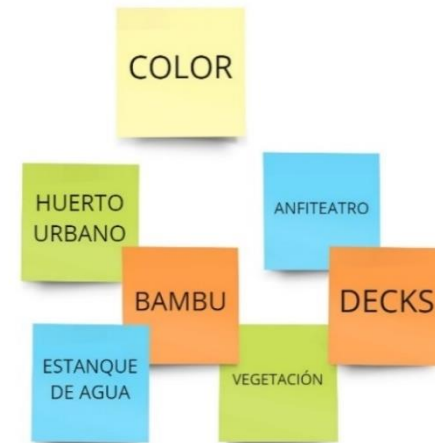 COLOR
HUERTO
URBANO
ANFITEATRO
BAMBU
DECKS
ESTANQUE
DE AGUA
VEGETACIÓN